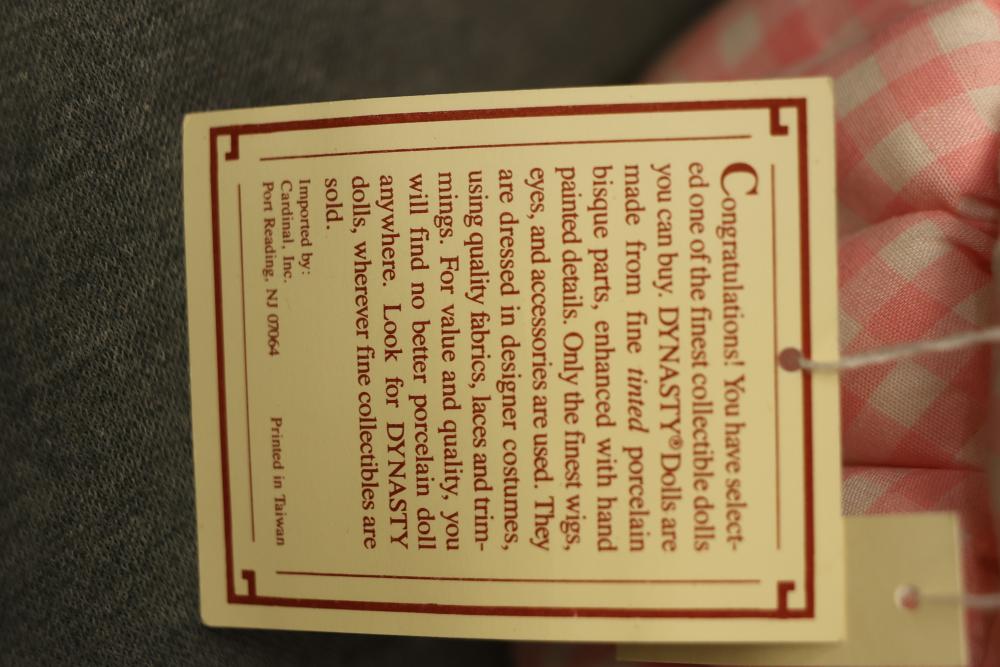 Congratulations! You have select-
ed one of the finest collectible dolls
you can buy. DYNASTY® Dolls are
made from fine tinted porcelain
bisque parts, enhanced with hand
painted details. Only the finest wigs,
eyes, and accessories are used. They
are dressed in designer costumes,
using quality fabrics, laces and trim-
mings. For value and quality, you
will find no better porcelain doll
anywhere. Look for DYNASTY
dolls, wherever fine collectibles are
sold.
Imported by:
Cardinal, Inc.
Port Reading, NJ 07064 Printed in Taiwan